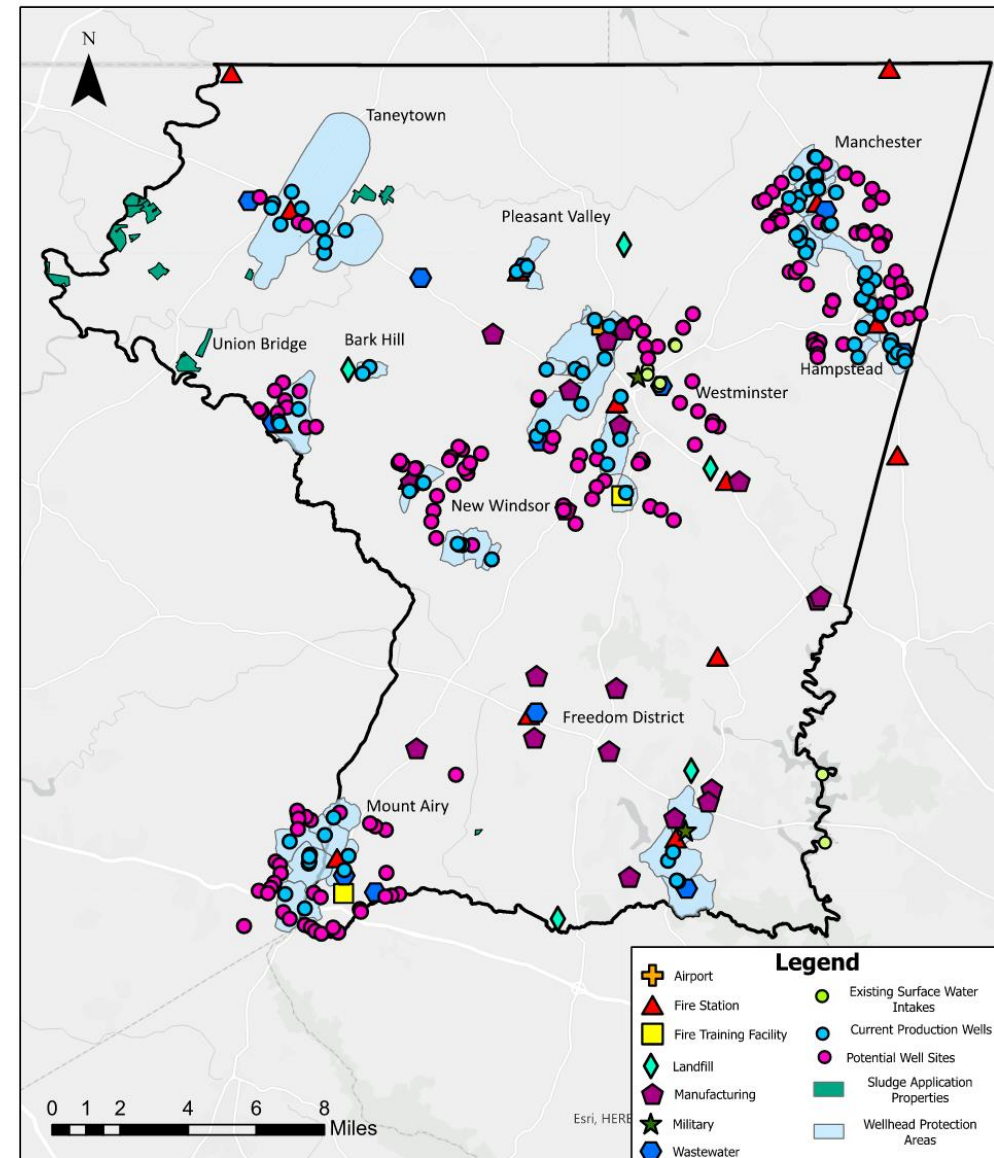 N
Taneytown
Manchester
Pleasant Valley
Union Bridge
Bark Hill
Westminster
Hampstead
New Windsor
Freedom District
Mount Airy
0 1 2 4 6 8
Miles
Esri, HERE
Legend
Airport
Fire Station
Fire Training Facility
Landfill
Manufacturing
Military
Wastewater
Existing Surface Water
Intakes
Current Production Wells
Potential Well Sites
Sludge Application
Properties
Wellhead Protection
Areas